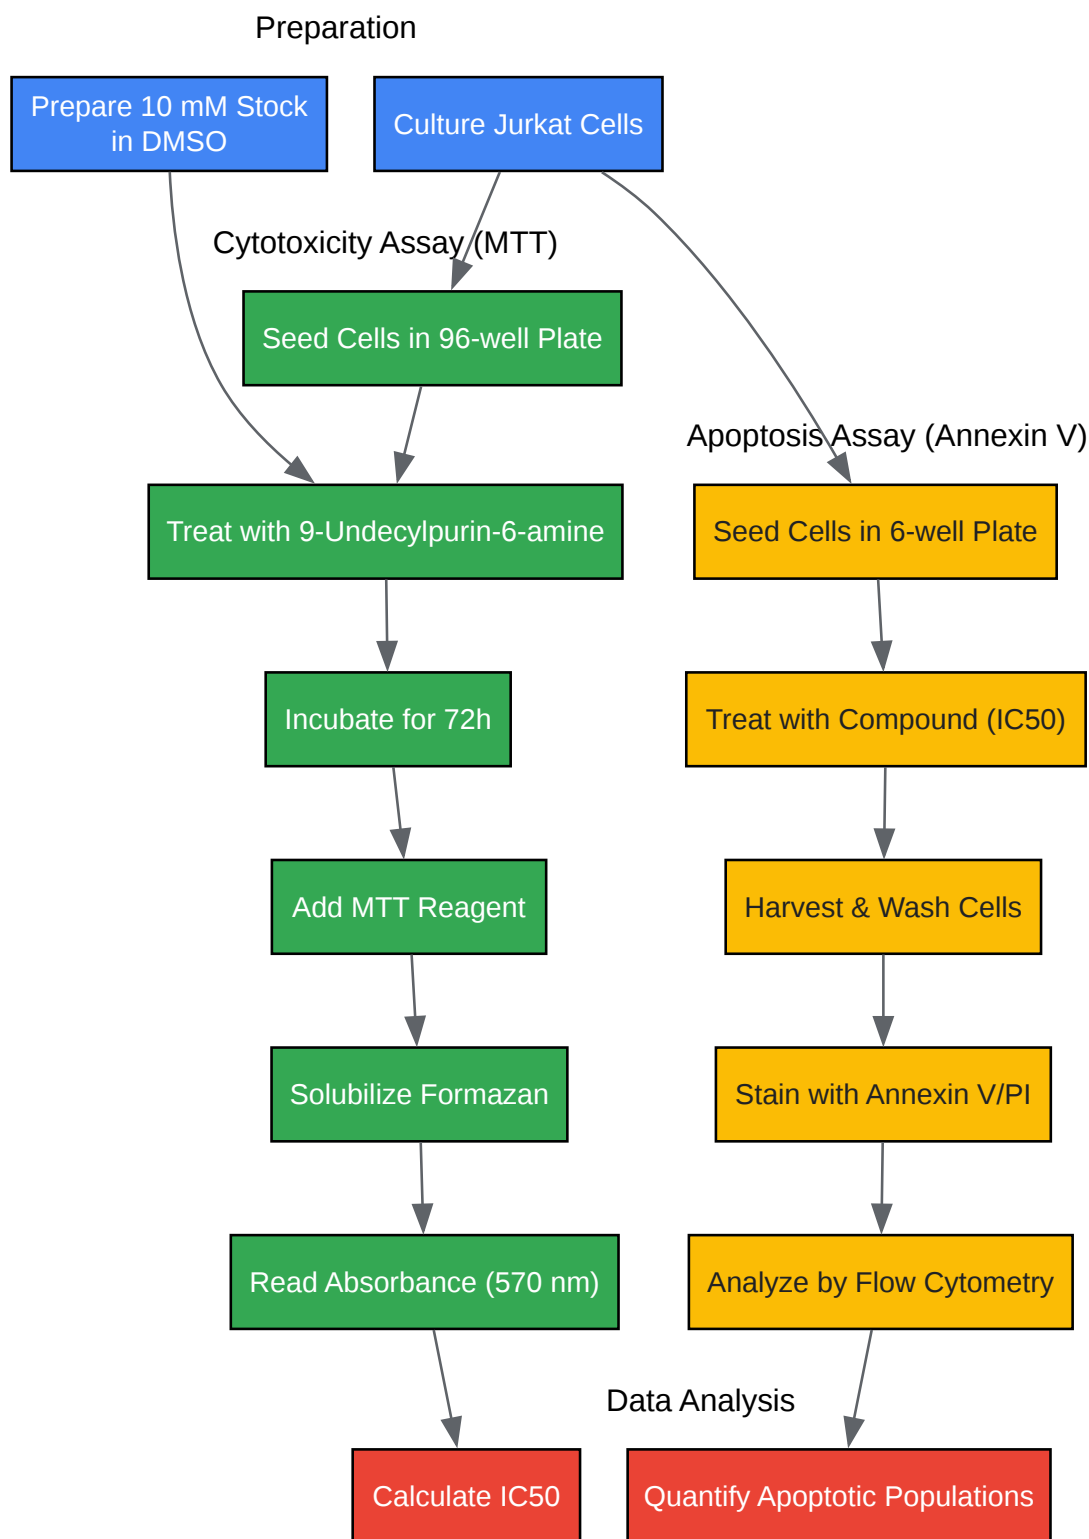 Preparation
Prepare 10 mM Stock
in DMSO
Culture Jurkat Cells
Cytotoxicity Assay (MTT)
Seed Cells in 96-well Plate
Treat with 9-Undecylpurin-6-amine
Incubate for 72h
Add MTT Reagent
Solubilize Formazan
Read Absorbance (570 nm)
Apoptosis Assay (Annexin V)
Seed Cells in 6-well Plate
Treat with Compound (IC50)
Harvest & Wash Cells
Stain with Annexin V/PI
Analyze by Flow Cytometry
Data Analysis
Calculate IC50
Quantify Apoptotic Populations